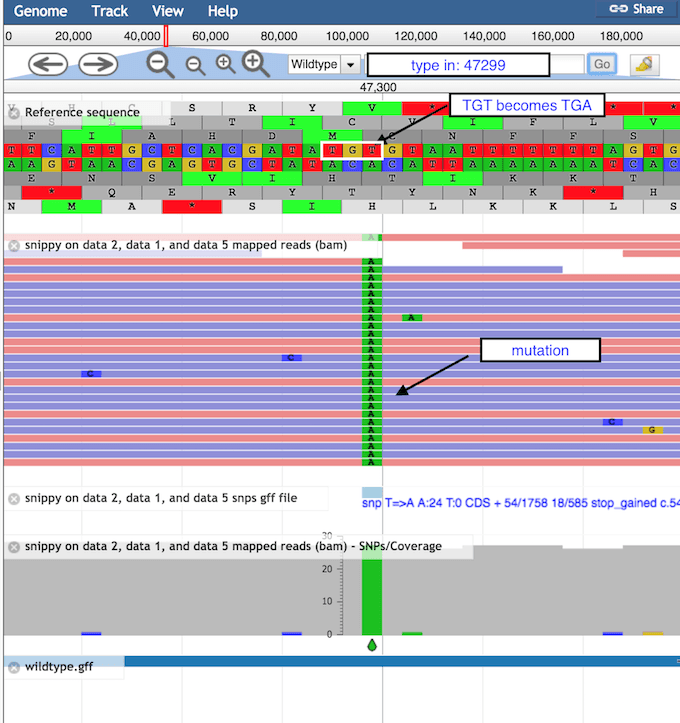 Genome Track View Help Share
0 20,000 40,000 60,000 80,000 100,000 120,000 140,000 160,000 180,000
Wildtype type in: 47299 Go
47,300
S R Y V * * *
TGT becomes TGA
Reference sequence
L T I C V I F L V
F I A H D M C N F F S
T T C A T T G C T C A C G A T A T G T G T A A T T T T T T T A G T G
A A G T A A C G A G T G C T A T A C A C A T T A A A A A A A T C A C
E N S V I H T I K T
* Q E R Y T Y N K * H
N M A * S I H L K K L S
snippy on data 2, data 1, and data 5 mapped reads (bam)
A
A
A
A
A
A
A
A A
A
A
A
A
mutation
C A
A
C A
A
A
A
A
A
C A
G A
A
A
A
A
snippy on data 2, data 1, and data 5 snps gff file
snp T=>A A:24 T:0 CDS + 54/1758 18/585 stop_gained c.54
30
snippy on data 2, data 1, and data 5 mapped reads (bam) - SNPs/Coverage
20
10
0
wildtype.gff